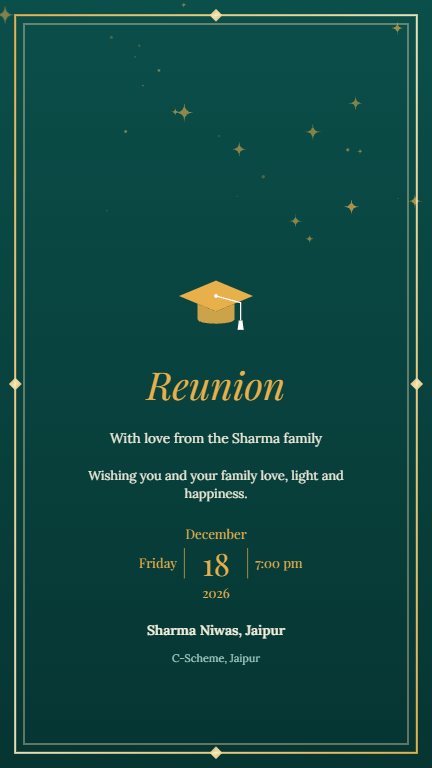 Reunion
With love from the Sharma family
Wishing you and your family love, light and
happiness.
December
Friday 18 7:00 pm
2026
Sharma Niwas, Jaipur
C-Scheme, Jaipur